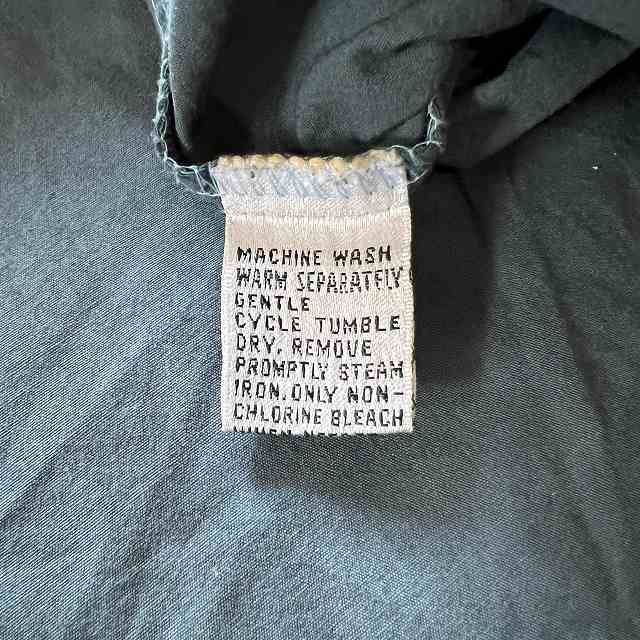 MACHINE WASH
WARM SEPARATELY
GENTLE
CYCLE TUMBLE
DRY, REMOVE
PROMPTLY STEAM
IRON. ONLY NON-
CHLORINE BLEACH